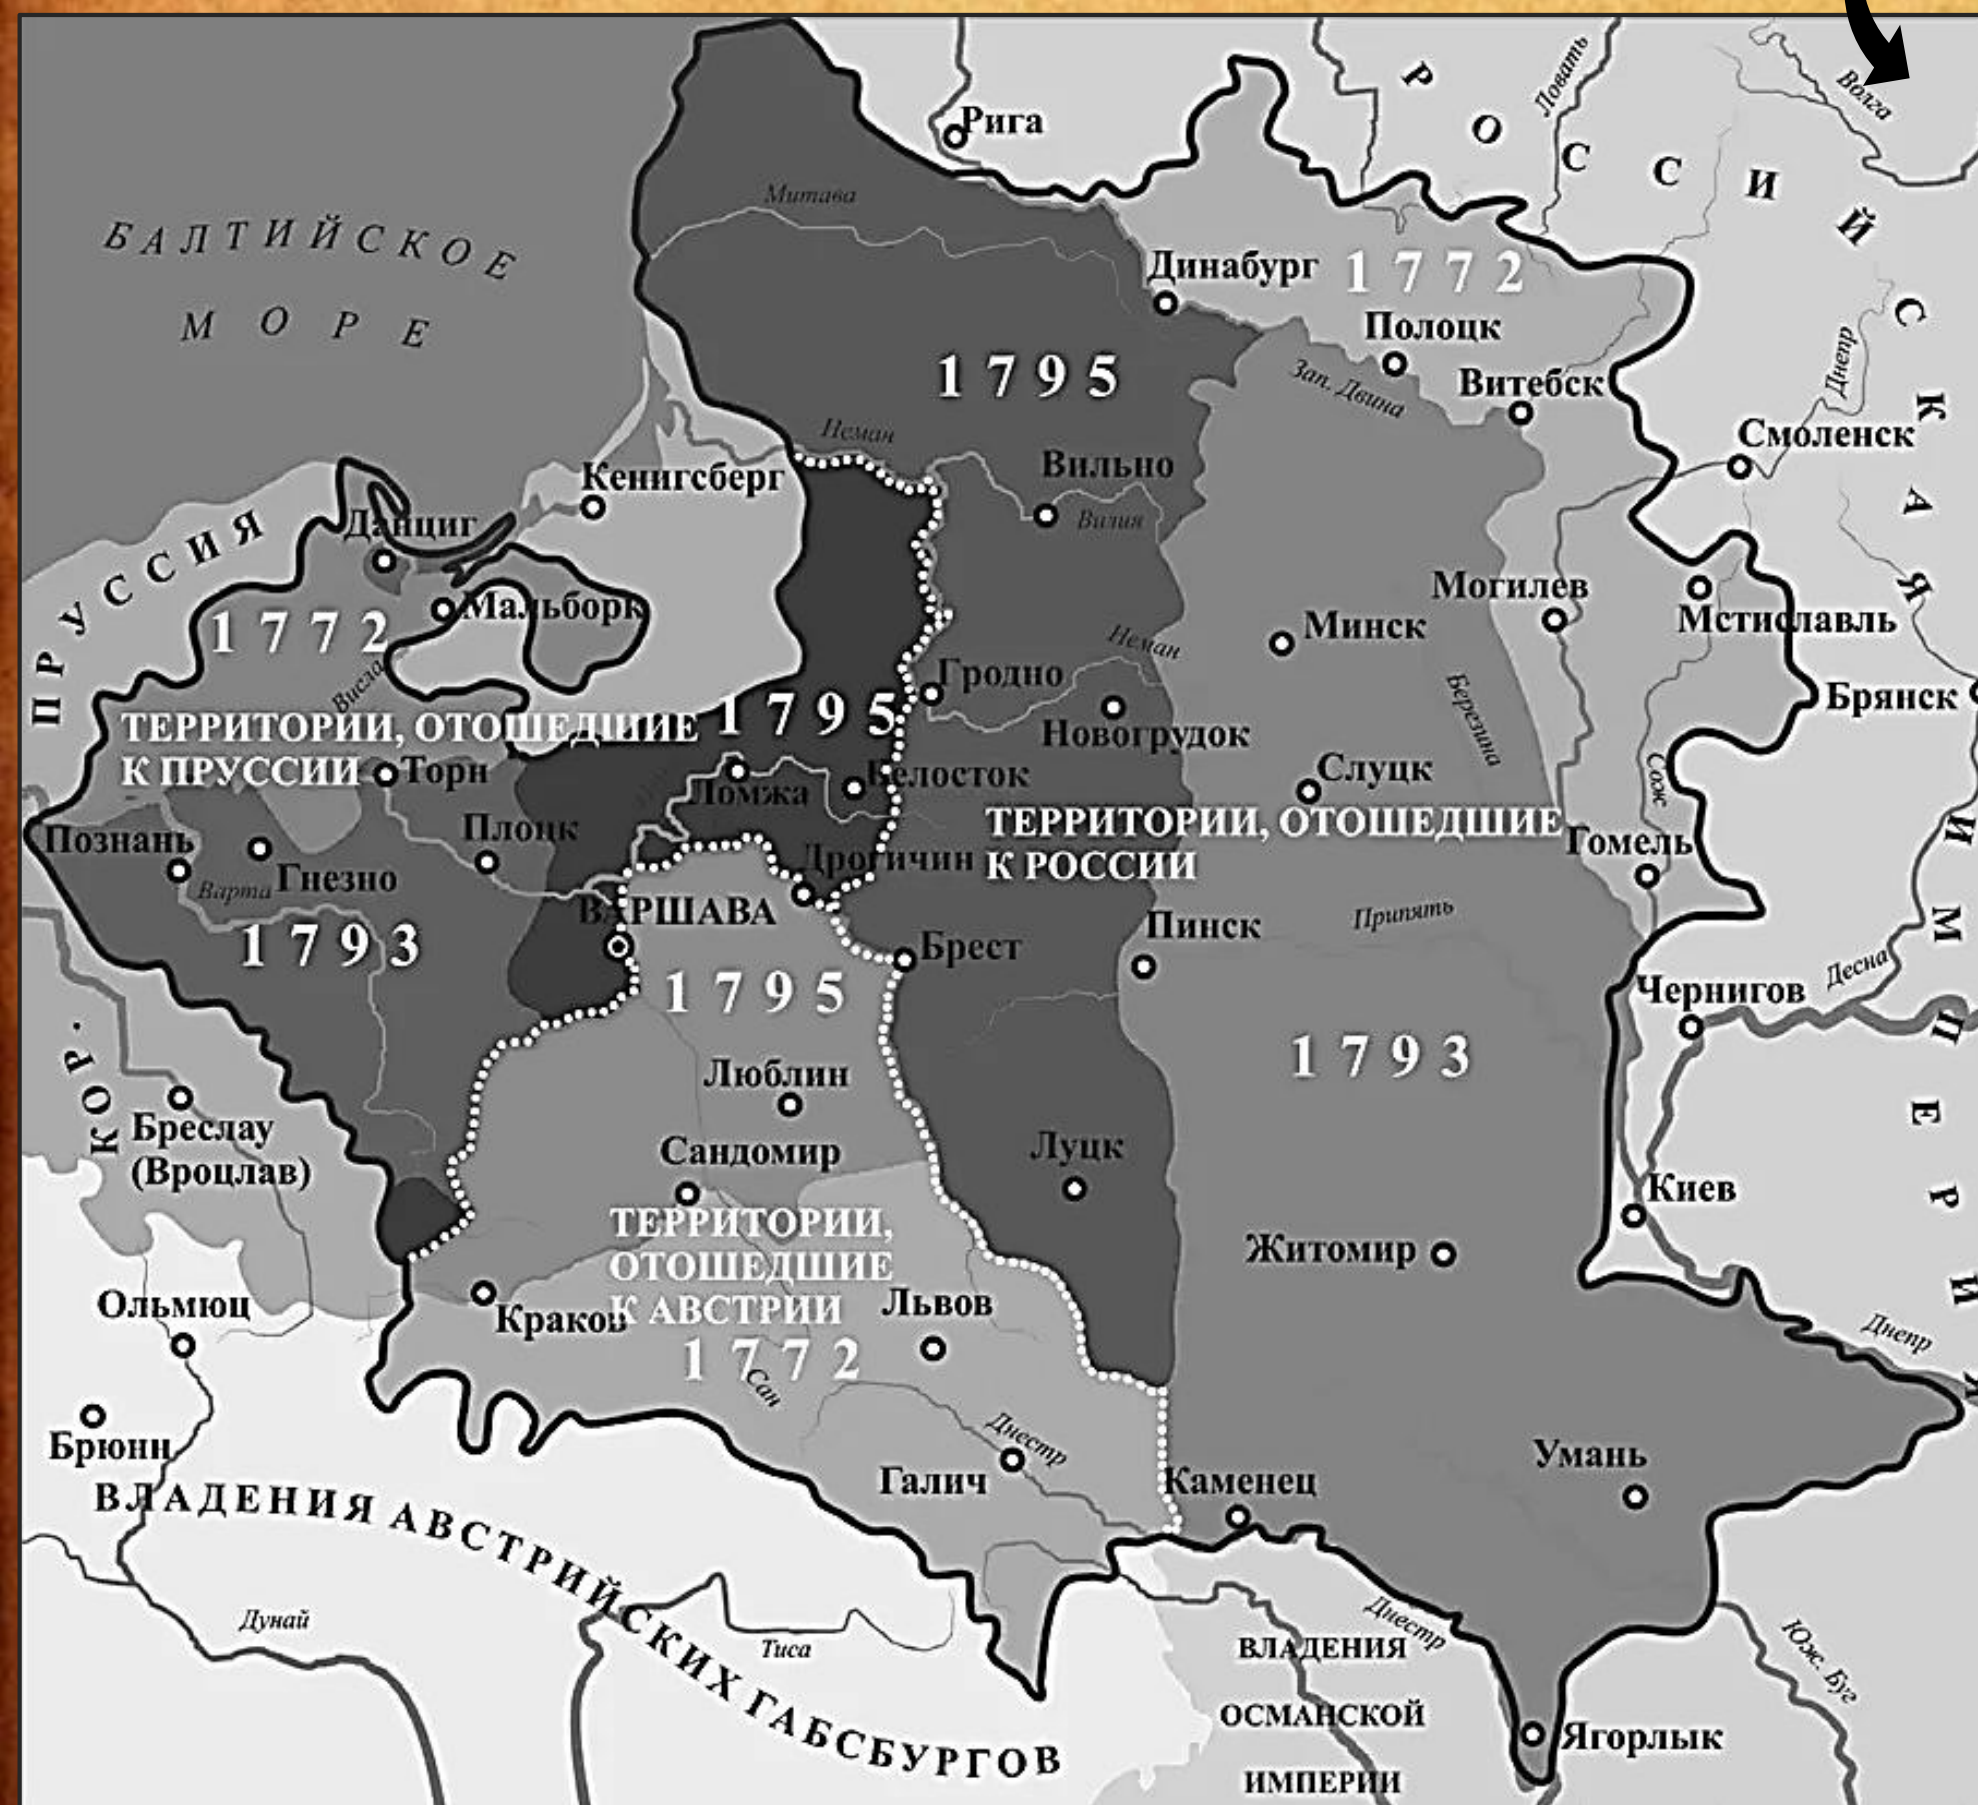 РОССИЙСКАЯ ИМПЕРИЯ
Ловать
Волга
Рига
Митава
БАЛТИЙСКОЕ
МОРЕ
Динабург
1772
Полоцк
Зап. Двина
Витебск
Днепр
Смоленск
1795
Неман
Вильно
Вилия
Кенигсберг
Данциг
ПРУССИЯ
КОР.
1772
Мальборк
Висла
Могилев
Мстиславль
Минск
Неман
Березина
Гродно
Новогрудок
Брянск
1795
ТЕРРИТОРИИ, ОТОШЕДШИЕ
К ПРУССИИ
Торн
Ломжа
Белосток
Слуцк
Сож
ТЕРРИТОРИИ, ОТОШЕДШИЕ
К РОССИИ
Гомель
Познань
Гнезно
Варта
Плоцк
Дрогичин
ВАРШАВА
1793
Брест
Пинск
Припять
Десна
Чернигов
1795
1793
Люблин
Бреслау
(Вроцлав)
Сандомир
Луцк
Киев
Житомир
ТЕРРИТОРИИ,
ОТОШЕДШИЕ
К АВСТРИИ
1772
Львов
Краков
Сан
Ольмюц
Брюнн
Днепр
Днестр
Галич
Каменец
Умань
ВЛАДЕНИЯ АВСТРИЙСКИХ ГАБСБУРГОВ
Дунай
Тиса
Днестр
Юж. Буг
ВЛАДЕНИЯ
ОСМАНСКОЙ
ИМПЕРИИ
Ягорлык